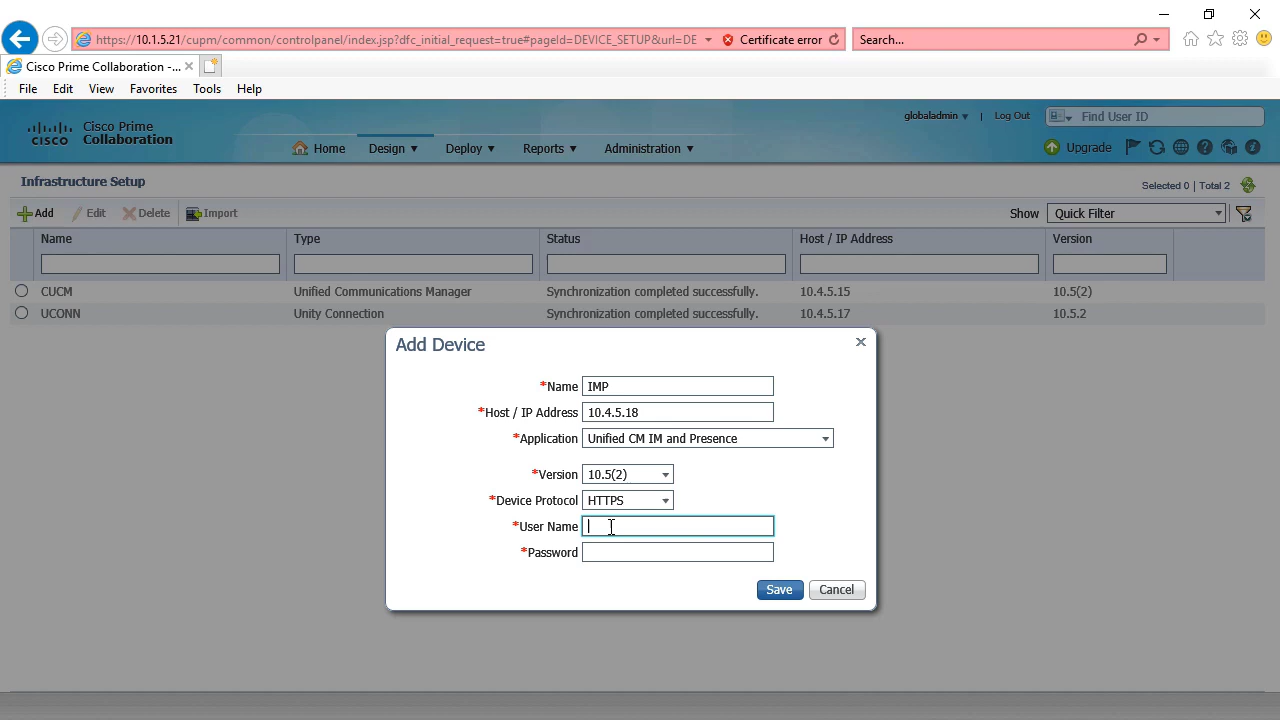 https://10.1.5.21/cupm/common/controlpanel/index.jsp?dfc_initial_request=true#pageId=DEVICE_SETUP&url=DE Certificate error Search...
Cisco Prime Collaboration -...
File Edit View Favorites Tools Help
cisco Cisco Prime Collaboration
globaladmin | Log Out Find User ID
Home Design Deploy Reports Administration Upgrade
Infrastructure Setup
Selected 0 | Total 2
Add Edit Delete Import Show Quick Filter
Name Type Status Host / IP Address Version
CUCM Unified Communications Manager Synchronization completed successfully. 10.4.5.15 10.5(2)
UCONN Unity Connection Synchronization completed successfully. 10.4.5.17 10.5.2
Add Device
*Name IMP
*Host / IP Address 10.4.5.18
*Application Unified CM IM and Presence
*Version 10.5(2)
*Device Protocol HTTPS
*User Name
*Password
Save Cancel